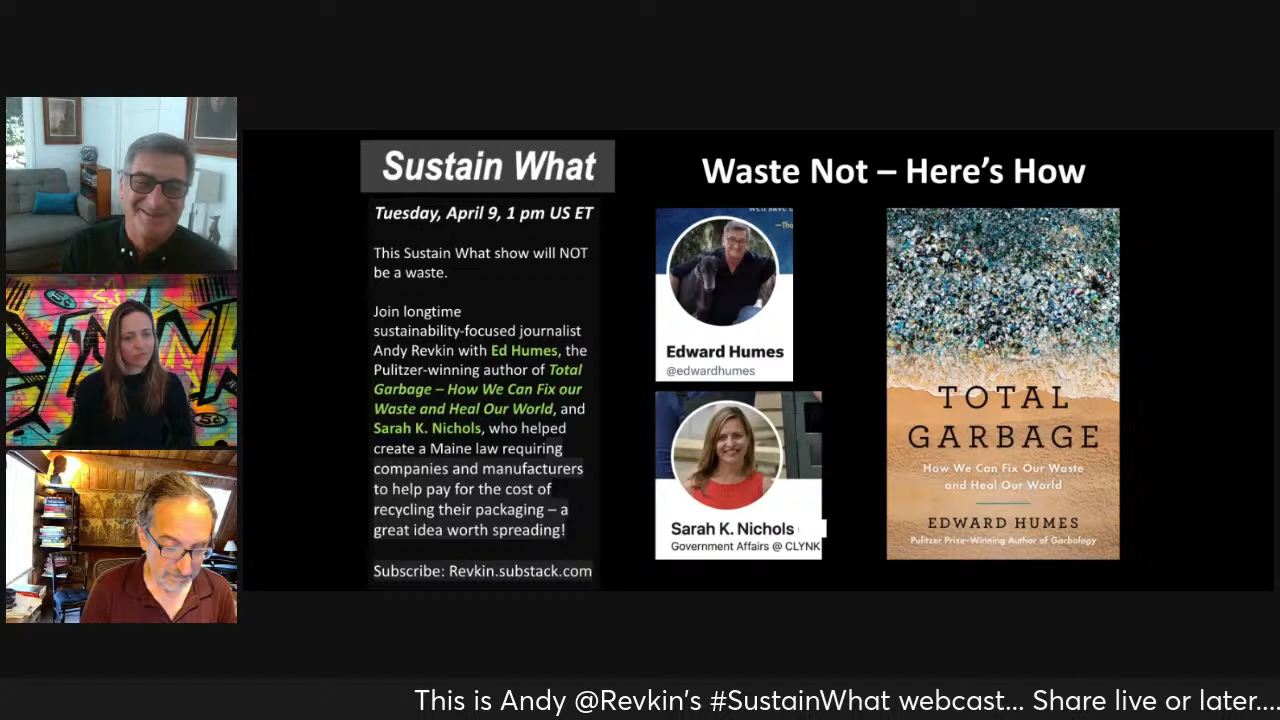 Sustain What
Tuesday, April 9, 1 pm US ET
This Sustain What show will NOT
be a waste.
Join longtime
sustainability-focused journalist
Andy Revkin with Ed Humes, the
Pulitzer-winning author of Total
Garbage – How We Can Fix our
Waste and Heal Our World, and
Sarah K. Nichols, who helped
create a Maine law requiring
companies and manufacturers
to help pay for the cost of
recycling their packaging – a
great idea worth spreading!
Subscribe: Revkin.substack.com
Waste Not – Here’s How
Edward Humes
@edwardhumes
Sarah K. Nichols
Government Affairs @ CLYNK
TOTAL
GARBAGE
How We Can Fix Our Waste
and Heal Our World
EDWARD HUMES
Pulitzer Prize–Winning Author of Garbology
This is Andy @Revkin's #SustainWhat webcast... Share live or later....